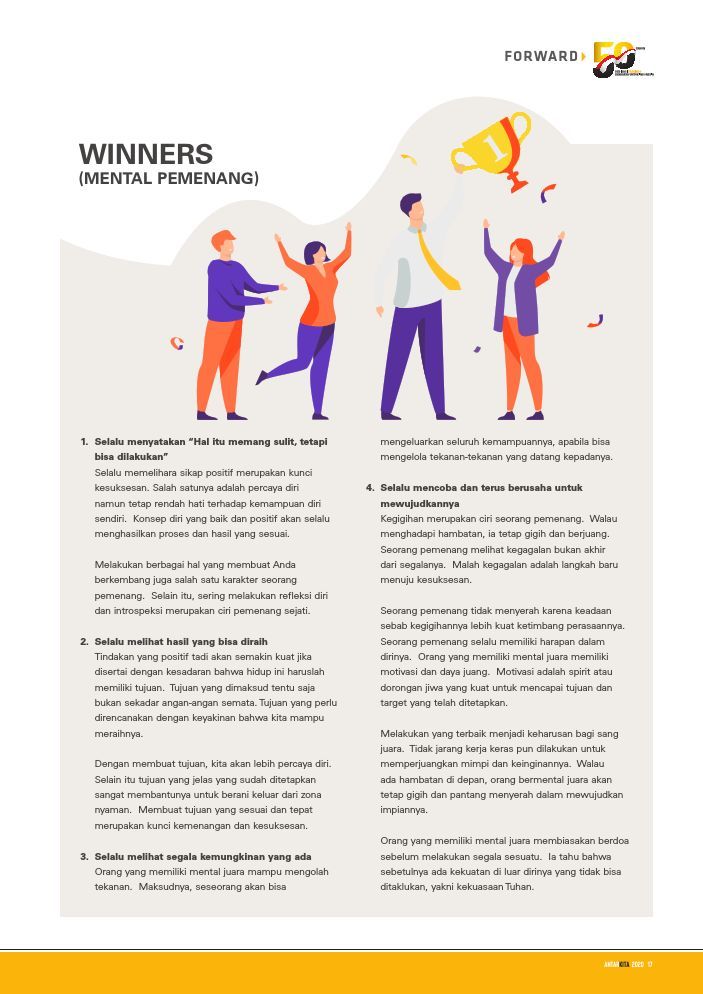 FORWARD
50
WINNERS
(MENTAL PEMENANG)
1
1. Selalu menyatakan “Hal itu memang sulit, tetapi
bisa dilakukan”
Selalu memelihara sikap positif merupakan kunci
kesuksesan. Salah satunya adalah percaya diri
namun tetap rendah hati terhadap kemampuan diri
sendiri.  Konsep diri yang baik dan positif akan selalu
menghasilkan proses dan hasil yang sesuai.
Melakukan berbagai hal yang membuat Anda
berkembang juga salah satu karakter seorang
pemenang.  Selain itu, sering melakukan refleksi diri
dan introspeksi merupakan ciri pemenang sejati.
2. Selalu melihat hasil yang bisa diraih
Tindakan yang positif tadi akan semakin kuat jika
disertai dengan kesadaran bahwa hidup ini haruslah
memiliki tujuan.  Tujuan yang dimaksud tentu saja
bukan sekadar angan-angan semata. Tujuan yang perlu
direncanakan dengan keyakinan bahwa kita mampu
meraihnya.
Dengan membuat tujuan, kita akan lebih percaya diri.
Selain itu tujuan yang jelas yang sudah ditetapkan
sangat membantunya untuk berani keluar dari zona
nyaman.  Membuat tujuan yang sesuai dan tepat
merupakan kunci kemenangan dan kesuksesan.
3. Selalu melihat segala kemungkinan yang ada
Orang yang memiliki mental juara mampu mengolah
tekanan.  Maksudnya, seseorang akan bisa
mengeluarkan seluruh kemampuannya, apabila bisa
mengelola tekanan-tekanan yang datang kepadanya.
4. Selalu mencoba dan terus berusaha untuk
mewujudkannya
Kegigihan merupakan ciri seorang pemenang.  Walau
menghadapi hambatan, ia tetap gigih dan berjuang.
Seorang pemenang melihat kegagalan bukan akhir
dari segalanya.  Malah kegagalan adalah langkah baru
menuju kesuksesan.
Seorang pemenang tidak menyerah karena keadaan
sebab kegigihannya lebih kuat ketimbang perasaannya.
Seorang pemenang selalu memiliki harapan dalam
dirinya.  Orang yang memiliki mental juara memiliki
motivasi dan daya juang.  Motivasi adalah spirit atau
dorongan jiwa yang kuat untuk mencapai tujuan dan
target yang telah ditetapkan.
Melakukan yang terbaik menjadi keharusan bagi sang
juara.  Tidak jarang kerja keras pun dilakukan untuk
memperjuangkan mimpi dan keinginannya.  Walau
ada hambatan di depan, orang bermental juara akan
tetap gigih dan pantang menyerah dalam mewujudkan
impiannya.
Orang yang memiliki mental juara membiasakan berdoa
sebelum melakukan segala sesuatu.  Ia tahu bahwa
sebetulnya ada kekuatan di luar dirinya yang tidak bisa
ditaklukan, yakni kekuasaan Tuhan.
ANTARKITA 2020 17